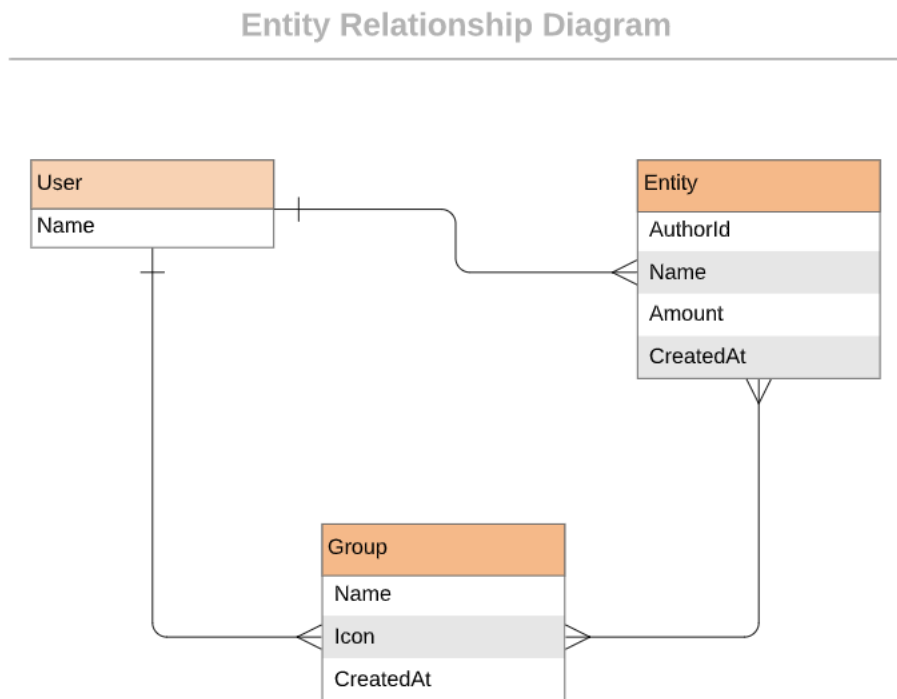 Entity Relationship Diagram
User
Name
Entity
AuthorId
Name
Amount
CreatedAt
Group
Name
Icon
CreatedAt